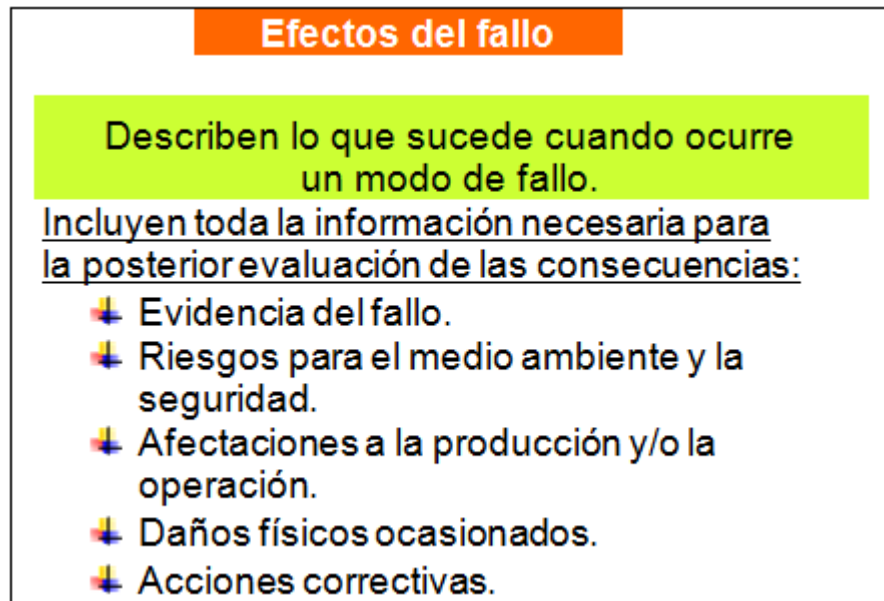 Efectos del fallo
Describen lo que sucede cuando ocurre
un modo de fallo.
Incluyen toda la información necesaria para
la posterior evaluación de las consecuencias:
Evidencia del fallo.
Riesgos para el medio ambiente y la
seguridad.
Afectaciones a la producción y/o la
operación.
Daños físicos ocasionados.
Acciones correctivas.